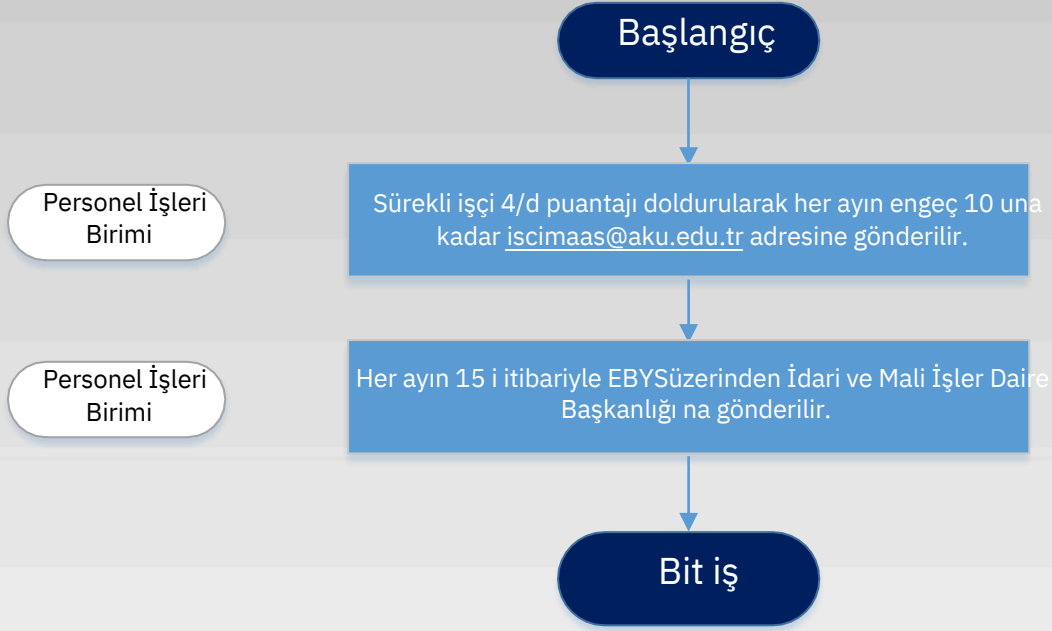 Başlangıç
Personel İşleri
Birimi
Sürekli işçi 4/d puantajı doldurularak her ayın engeç 10 una
kadar iscimaas@aku.edu.tr adresine gönderilir.
Personel İşleri
Birimi
Her ayın 15 i itibariyle EBYSüzerinden İdari ve Mali İşler Daire
Başkanlığı na gönderilir.
Bit iş